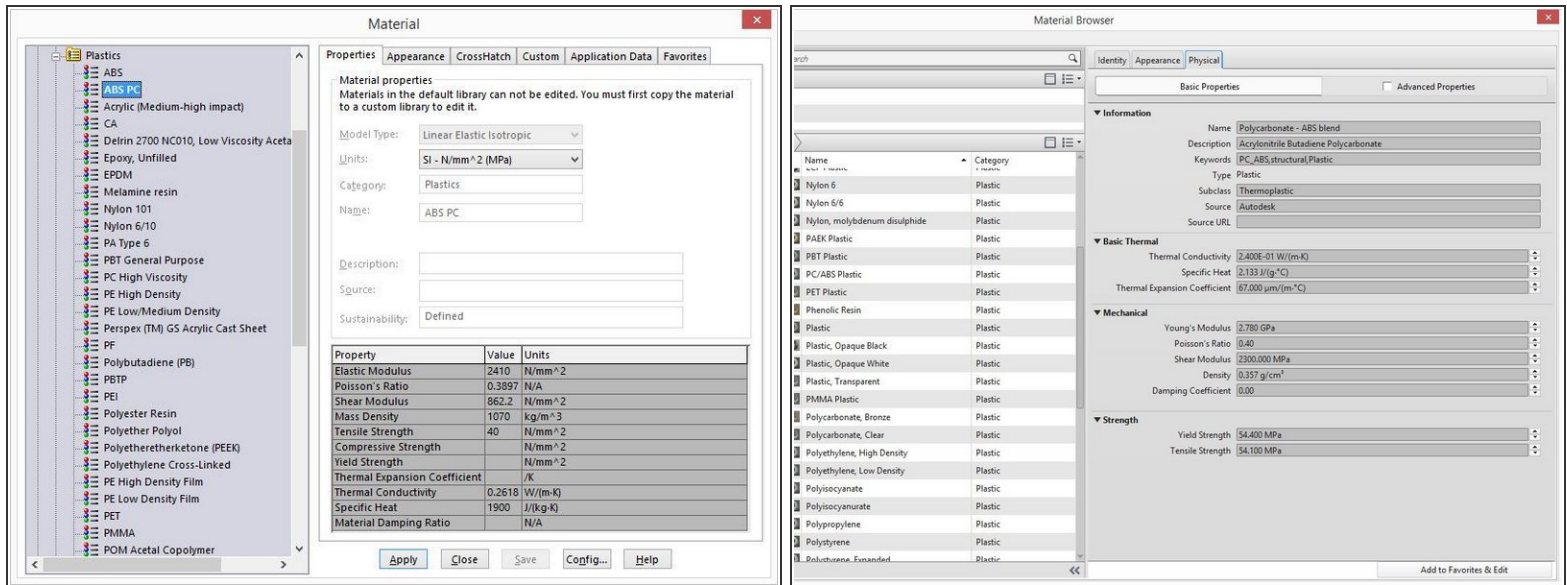 Material
Plastics
ABS
ABS PC
Acrylic (Medium-high impact)
CA
Delrin 2700 NC010, Low Viscosity Aceta
Epoxy, Unfilled
EPDM
Melamine resin
Nylon 101
Nylon 6/10
PA Type 6
PBT General Purpose
PC High Viscosity
PE High Density
PE Low/Medium Density
Perspex (TM) GS Acrylic Cast Sheet
PF
Polybutadiene (PB)
PBTP
PEI
Polyester Resin
Polyether Polyol
Polyetheretherketone (PEEK)
Polyethylene Cross-Linked
PE High Density Film
PE Low Density Film
PET
PMMA
POM Acetal Copolymer
Properties Appearance CrossHatch Custom Application Data Favorites
Material properties
Materials in the default library can not be edited. You must first copy the material
to a custom library to edit it.
Model Type: Linear Elastic Isotropic
Units: SI - N/mm^2 (MPa)
Category: Plastics
Name: ABS PC
Description:
Source:
Sustainability: Defined
Property Value Units
Elastic Modulus 2410 N/mm^2
Poisson's Ratio 0.3897 N/A
Shear Modulus 862.2 N/mm^2
Mass Density 1070 kg/m^3
Tensile Strength 40 N/mm^2
Compressive Strength N/mm^2
Yield Strength N/mm^2
Thermal Expansion Coefficient /K
Thermal Conductivity 0.2618 W/(m·K)
Specific Heat 1900 J/(kg·K)
Material Damping Ratio N/A
Apply Close Save Config... Help
Material Browser
Name Category
Nylon 6 Plastic
Nylon 6/6 Plastic
Nylon, molybdenum disulphide Plastic
PAEK Plastic Plastic
PBT Plastic Plastic
PC/ABS Plastic Plastic
PET Plastic Plastic
Phenolic Resin Plastic
Plastic Plastic
Plastic, Opaque Black Plastic
Plastic, Opaque White Plastic
Plastic, Transparent Plastic
PMMA Plastic Plastic
Polycarbonate, Bronze Plastic
Polycarbonate, Clear Plastic
Polyethylene, High Density Plastic
Polyethylene, Low Density Plastic
Polyisocyanate Plastic
Polyisocyanurate Plastic
Polypropylene Plastic
Polystyrene Plastic
Polystyrene, Expanded Plastic
Identity Appearance Physical
Basic Properties Advanced Properties
Information
Name Polycarbonate - ABS blend
Description Acrylonitrile Butadiene Polycarbonate
Keywords PC_ABS,structural,Plastic
Type Plastic
Subclass Thermoplastic
Source Autodesk
Source URL
Basic Thermal
Thermal Conductivity 2.400E-01 W/(m·K)
Specific Heat 2.133 J/(g·°C)
Thermal Expansion Coefficient 67.000 µm/(m·°C)
Mechanical
Young's Modulus 2.780 GPa
Poisson's Ratio 0.40
Shear Modulus 2300.000 MPa
Density 0.357 g/cm³
Damping Coefficient 0.00
Strength
Yield Strength 54.400 MPa
Tensile Strength 54.100 MPa
Add to Favorites & Edit